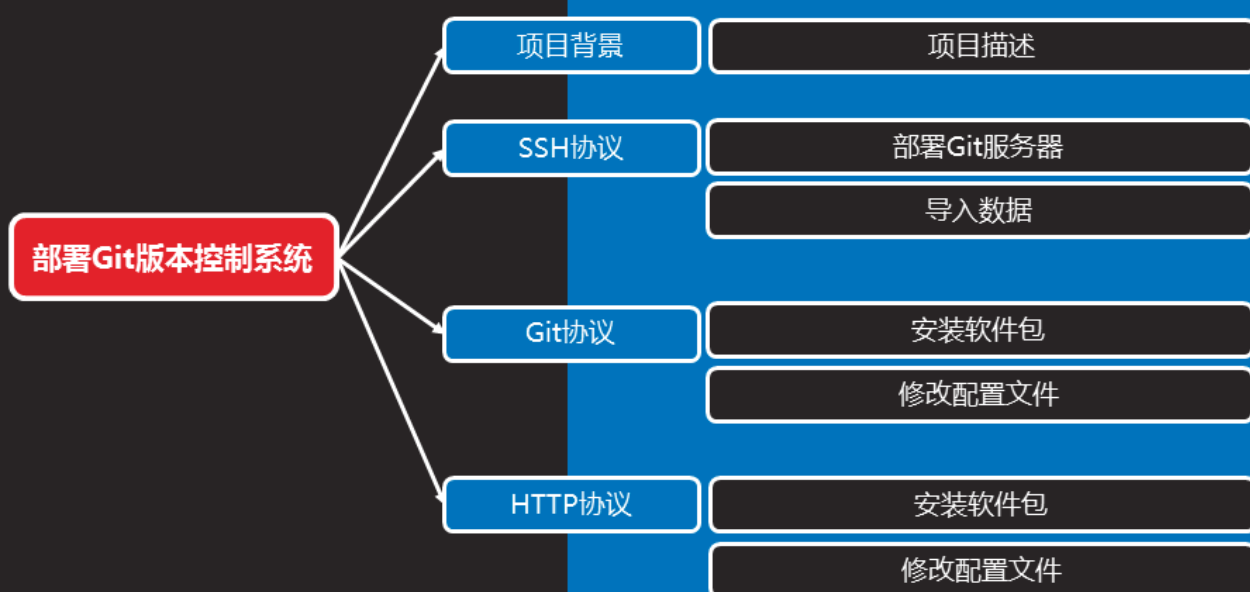 部署Git版本控制系统
项目背景
项目描述
SSH协议
部署Git服务器
导入数据
Git协议
安装软件包
修改配置文件
HTTP协议
安装软件包
修改配置文件